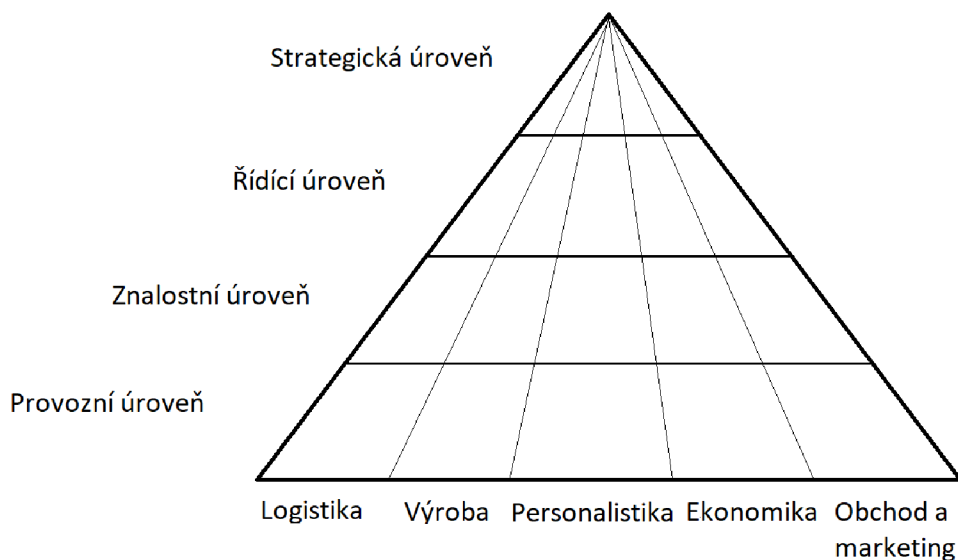 Strategická úroveň
Řídící úroveň
Znalostní úroveň
Provozní úroveň
Logistika
Výroba
Personalistika
Ekonomika
Obchod a
marketing